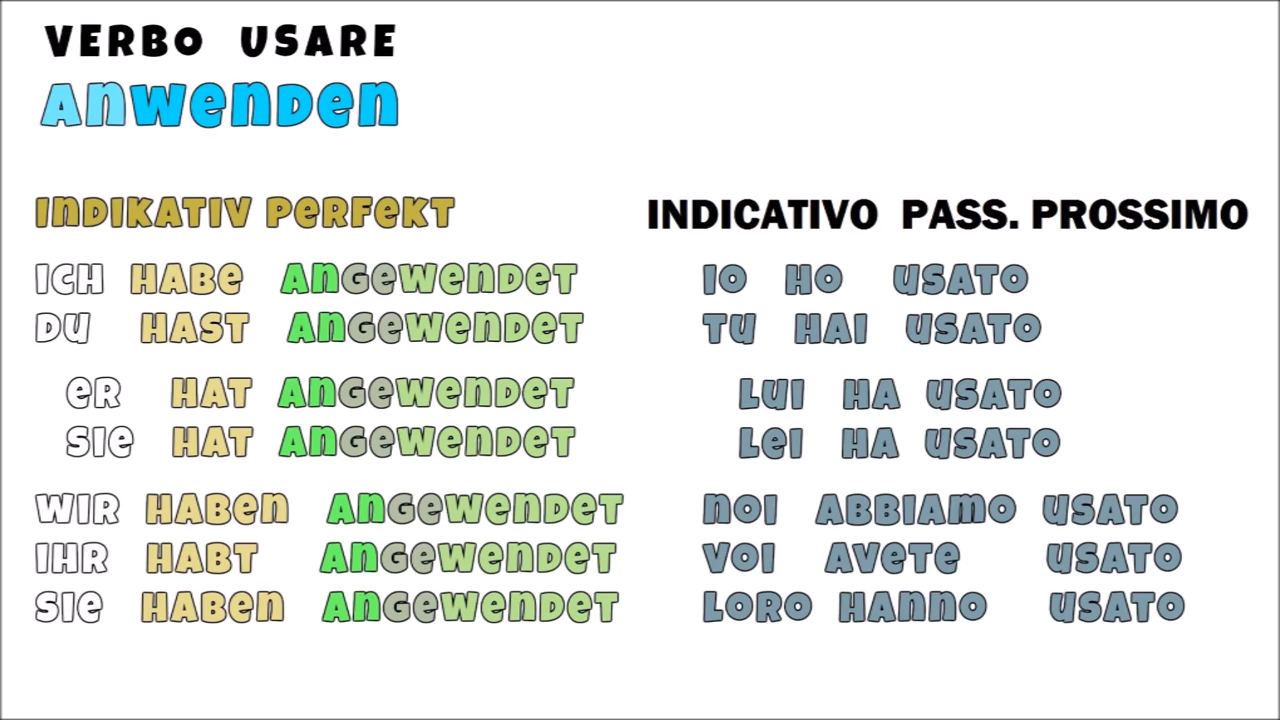 VERBO USARE
ANWENDEN
INDIKATIV PERFEKT
INDICATIVO PASS. PROSSIMO
ICH HABE ANGEWENDET
IO HO USATO
DU HAST ANGEWENDET
TU HAI USATO
ER HAT ANGEWENDET
LUI HA USATO
SIE HAT ANGEWENDET
LEI HA USATO
WIR HABEN ANGEWENDET
NOI ABBIAMO USATO
IHR HABT ANGEWENDET
VOI AVETE USATO
SIE HABEN ANGEWENDET
LORO HANNO USATO